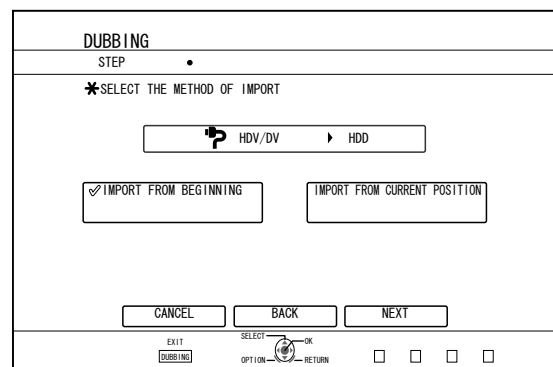 DUBBING
STEP
SELECT THE METHOD OF IMPORT
HDV/DV HDD
IMPORT FROM BEGINNING IMPORT FROM CURRENT POSITION
CANCEL BACK NEXT
EXIT
DUBBING
SELECT OK
OPTION RETURN